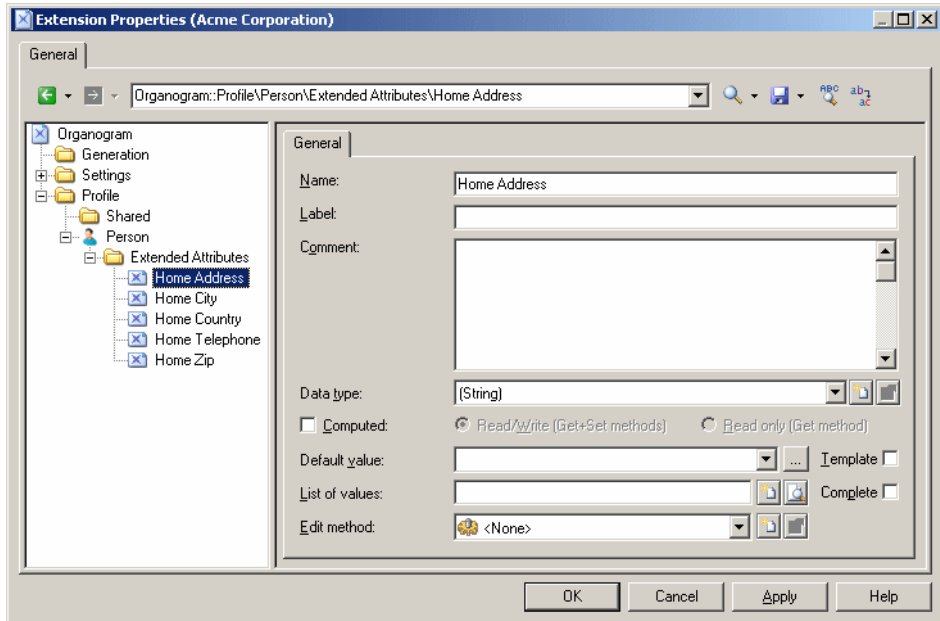 Extension Properties (Acme Corporation)
General
Organogram::Profile\Person\Extended Attributes\Home Address
ABC
ab
ac
Organogram
Generation
Settings
Profile
Shared
Person
Extended Attributes
Home Address
Home City
Home Country
Home Telephone
Home Zip
General
Name: Home Address
Label:
Comment:
Data type: (String)
Computed: Read/Write (Get+Set methods) Read only (Get method)
Default value: ... Template
List of values: Complete
Edit method: <None>
OK Cancel Apply Help